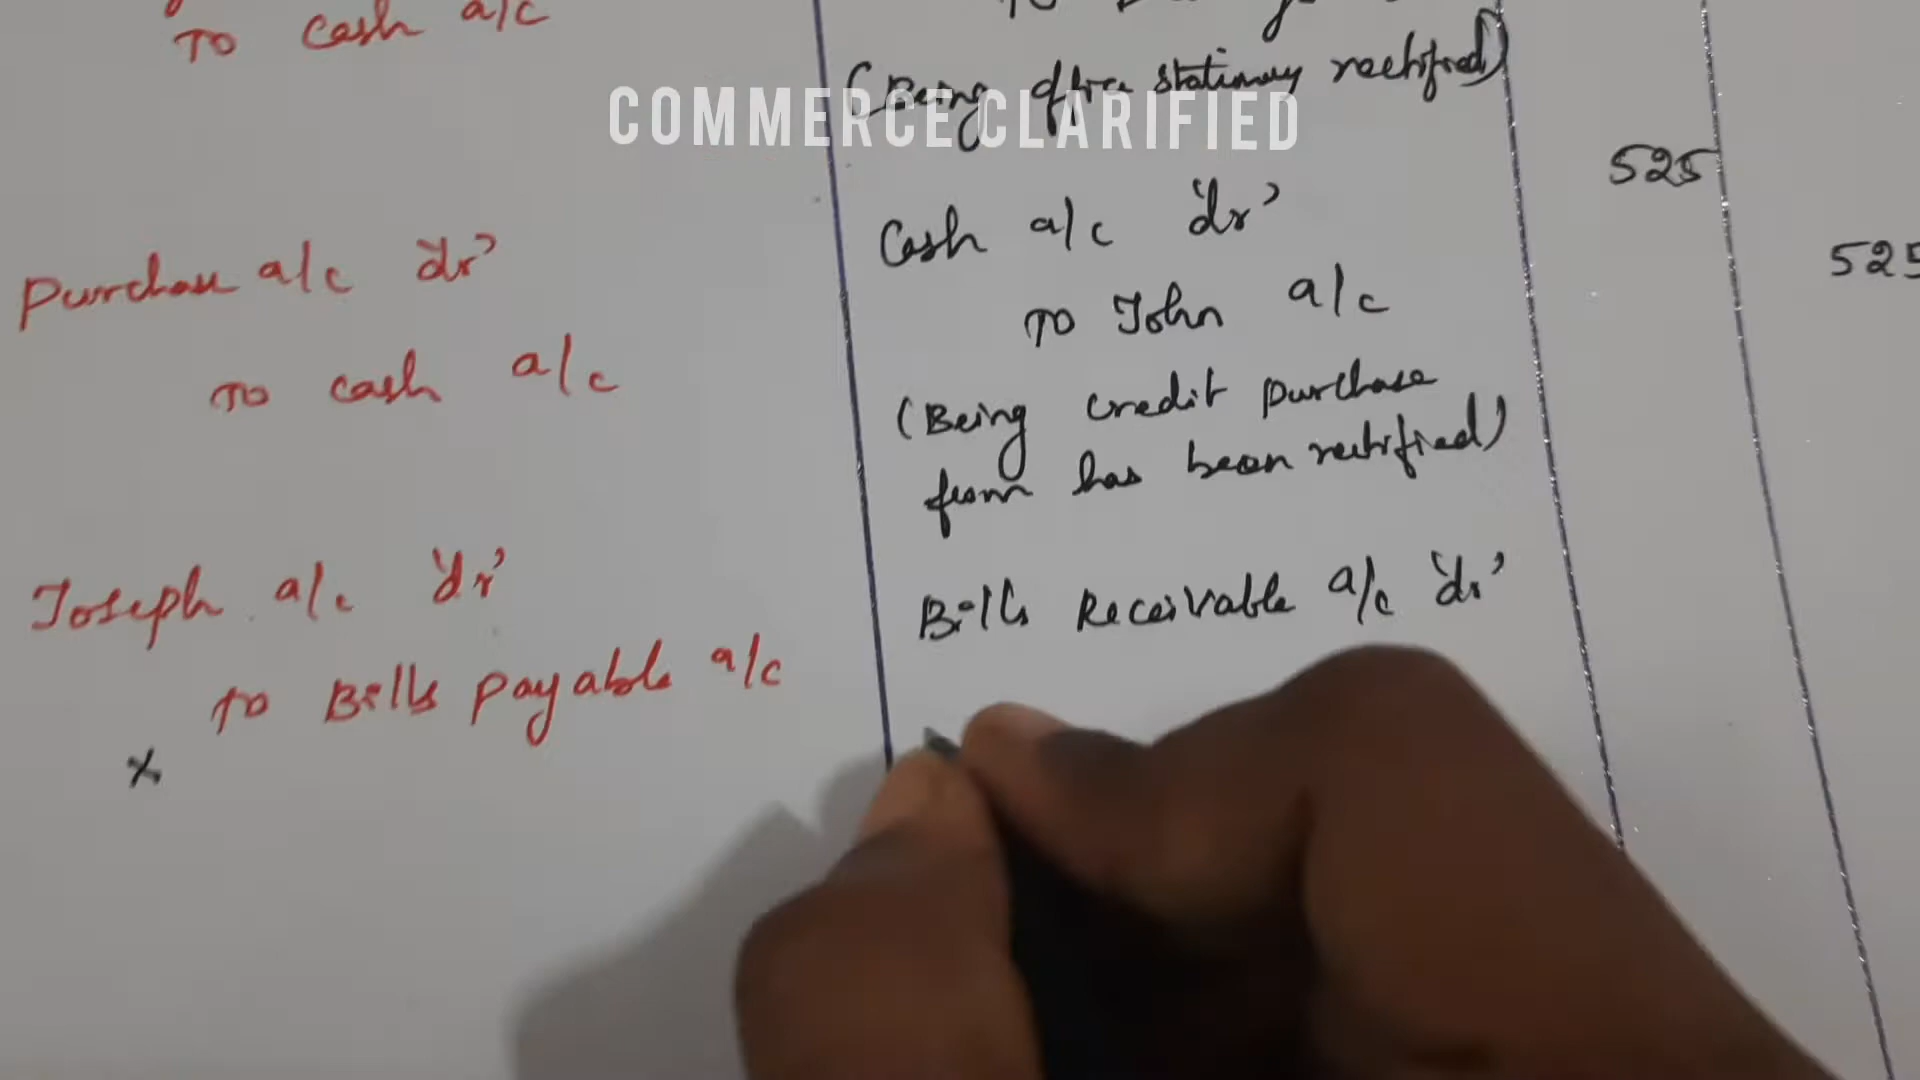 To cash a/c
(Being office stationary rectified)
COMMERCE CLARIFIED
525
Purchase a/c 'dr'
Cash a/c 'dr'
525
To cash a/c
To John a/c
(Being credit purchase
from has been rectified)
Joseph a/c 'dr'
Bills Receivable a/c 'dr'
To Bills payable a/c
x